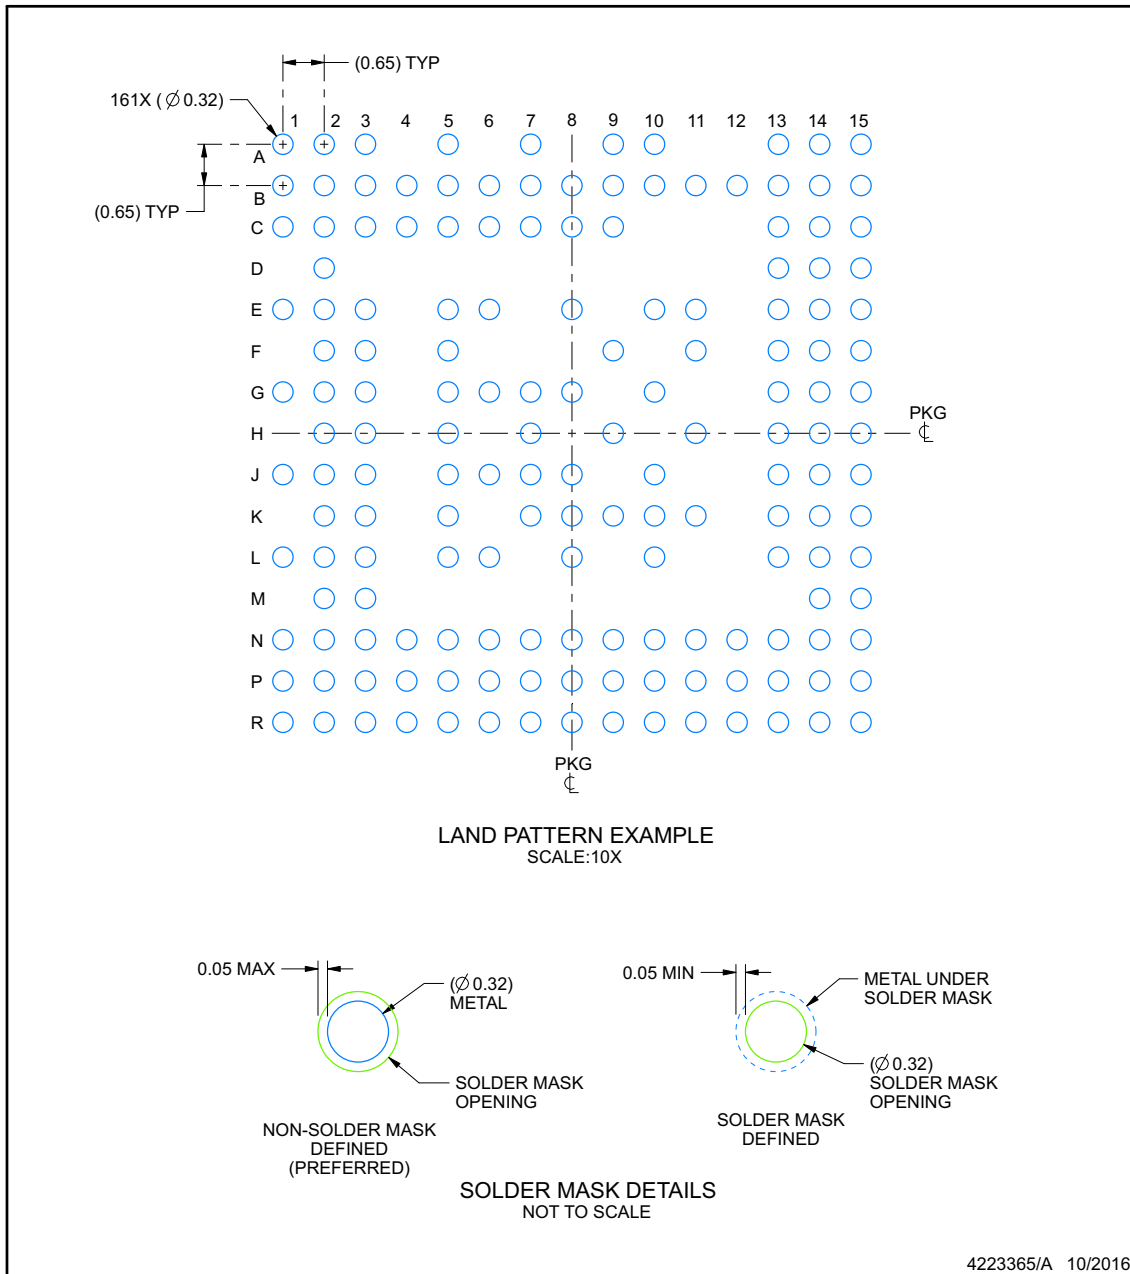 (0.65) TYP
161X ( ∅ 0.32)
1 2 3 4 5 6 7 8 9 10 11 12 13 14 15
A
B
(0.65) TYP
C
D
E
F
G
PKG
℄
H
J
K
L
M
N
P
R
PKG
℄
LAND PATTERN EXAMPLE
SCALE:10X
0.05 MAX
(∅ 0.32)
METAL
SOLDER MASK
OPENING
NON-SOLDER MASK
DEFINED
(PREFERRED)
0.05 MIN
METAL UNDER
SOLDER MASK
(∅ 0.32)
SOLDER MASK
OPENING
SOLDER MASK
DEFINED
SOLDER MASK DETAILS
NOT TO SCALE
4223365/A 10/2016